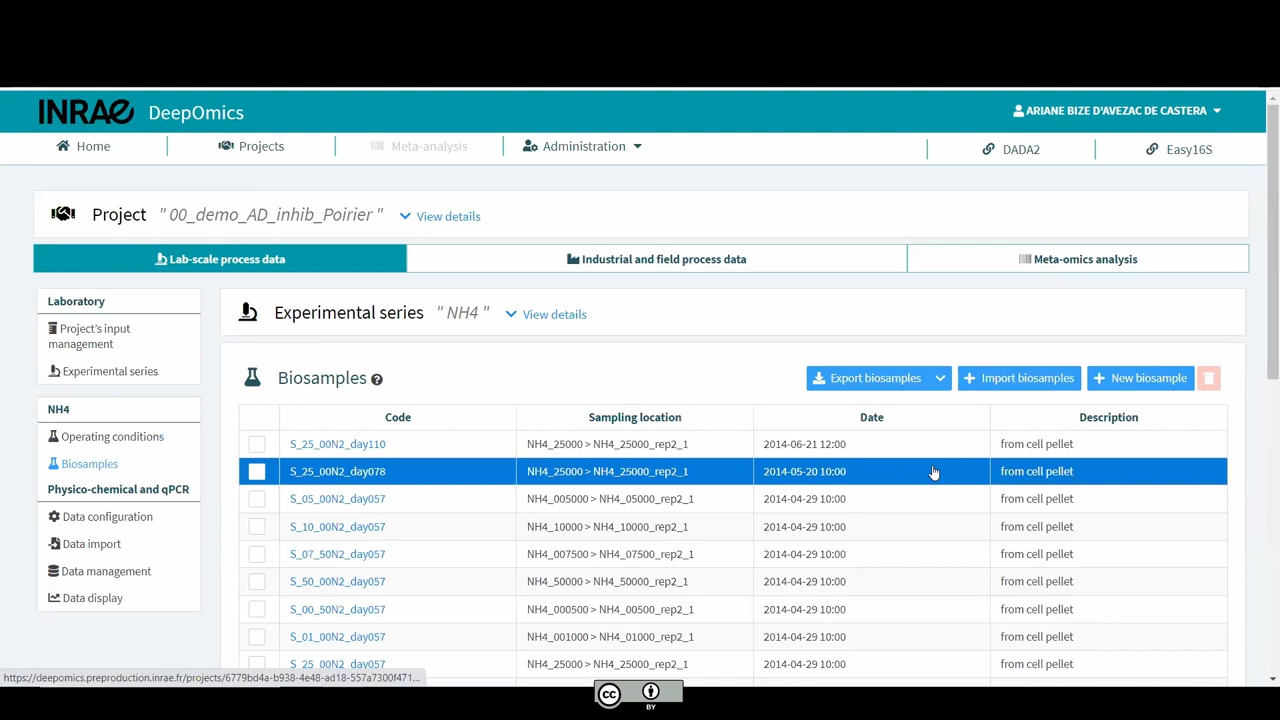 INRAE DeepOmics
ARIANE BIZE D'AVEZAC DE CASTERA
Home
Projects
Meta-analysis
Administration
DADA2
Easy16S
Project " 00_demo_AD_inhib_Poirier " View details
Lab-scale process data
Industrial and field process data
Meta-omics analysis
Laboratory
Project's input
management
Experimental series
NH4
Operating conditions
Biosamples
Physico-chemical and qPCR
Data configuration
Data import
Data management
Data display
Experimental series " NH4 " View details
Biosamples ?
Export biosamples
+ Import biosamples
+ New biosample
Code Sampling location Date Description
S_25_00N2_day110 NH4_25000 > NH4_25000_rep2_1 2014-06-21 12:00 from cell pellet
S_25_00N2_day078 NH4_25000 > NH4_25000_rep2_1 2014-05-20 10:00 from cell pellet
S_05_00N2_day057 NH4_005000 > NH4_05000_rep2_1 2014-04-29 10:00 from cell pellet
S_10_00N2_day057 NH4_10000 > NH4_10000_rep2_1 2014-04-29 10:00 from cell pellet
S_07_50N2_day057 NH4_007500 > NH4_07500_rep2_1 2014-04-29 10:00 from cell pellet
S_50_00N2_day057 NH4_50000 > NH4_50000_rep2_1 2014-04-29 10:00 from cell pellet
S_00_50N2_day057 NH4_000500 > NH4_00500_rep2_1 2014-04-29 10:00 from cell pellet
S_01_00N2_day057 NH4_001000 > NH4_01000_rep2_1 2014-04-29 10:00 from cell pellet
S_25_00N2_day057 NH4_25000 > NH4_25000_rep2_1 2014-04-29 10:00 from cell pellet
https://deepomics.preproduction.inrae.fr/projects/6779bd4a-b938-4e48-ad18-557a7300f471...
cc
BY